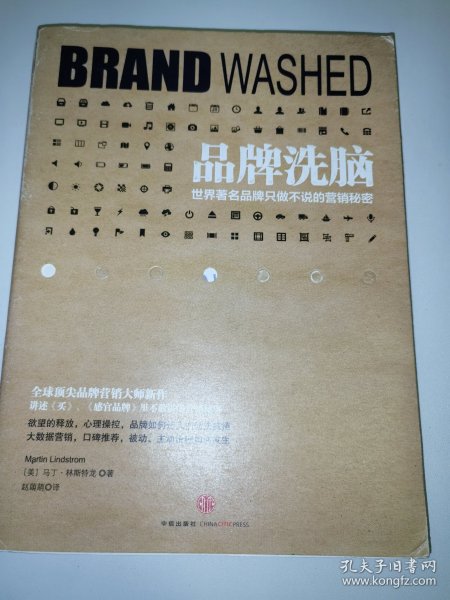 BRAND WASHED
品牌洗脑
世界著名品牌只做不说的营销秘密
全球顶尖品牌营销大师新作
讲述《买》、《感官品牌》里不能
欲望的释放，心理操控，品牌如何
大数据营销，口碑推荐，被动、主动
Martin Lindstrom
〔美〕马丁·林斯特龙◎著
赵萌萌◎译
中信出版社 CHINA CITIC PRESS
孔夫子旧书网
www.kongfz.com